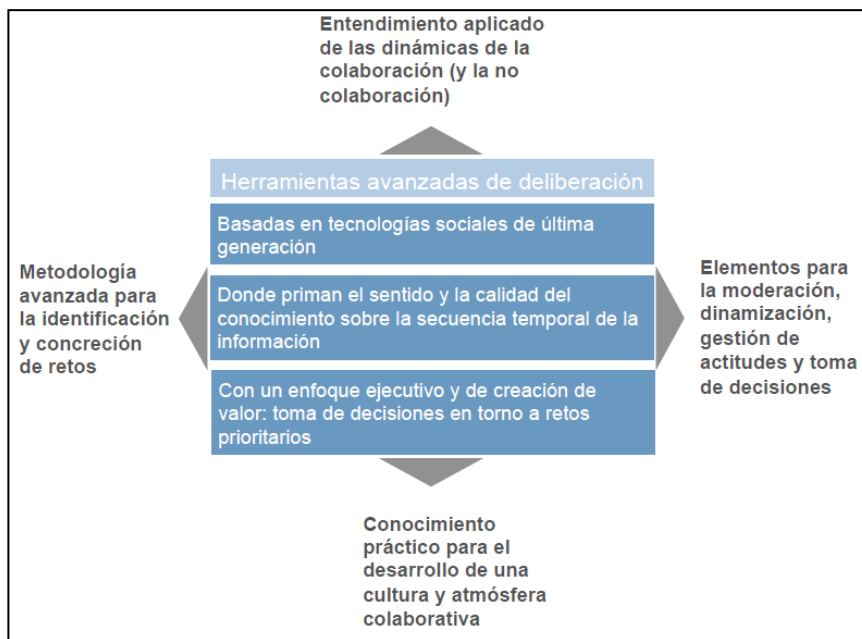 Entendimiento aplicado
de las dinámicas de la
colaboración (y la no
colaboración)
Herramientas avanzadas de deliberación
Basadas en tecnologías sociales de última
generación
Metodología
avanzada para
la identificación
y concreción
de retos
Donde priman el sentido y la calidad del
conocimiento sobre la secuencia temporal de la
información
Elementos para
la moderación,
dinamización,
gestión de
actitudes y toma
de decisiones
Con un enfoque ejecutivo y de creación de
valor: toma de decisiones en torno a retos
prioritarios
Conocimiento
práctico para el
desarrollo de una
cultura y atmósfera
colaborativa